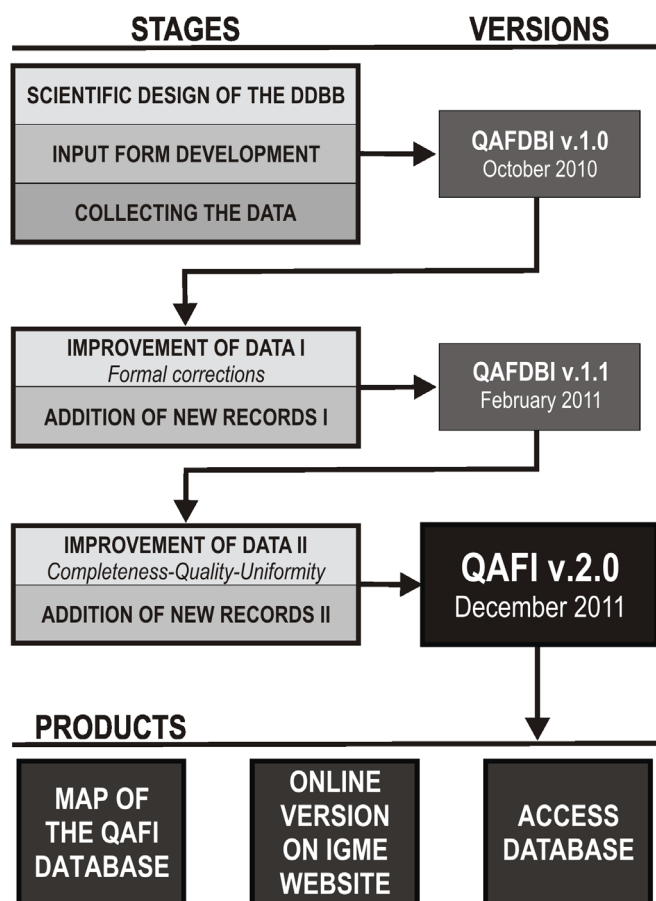 STAGES
VERSIONS
SCIENTIFIC DESIGN OF THE DDBB
INPUT FORM DEVELOPMENT
COLLECTING THE DATA
QAFDBI v.1.0
October 2010
IMPROVEMENT OF DATA I
Formal corrections
ADDITION OF NEW RECORDS I
QAFDBI v.1.1
February 2011
IMPROVEMENT OF DATA II
Completeness-Quality-Uniformity
ADDITION OF NEW RECORDS II
QAFI v.2.0
December 2011
PRODUCTS
MAP OF
THE QAFI
DATABASE
ONLINE
VERSION
ON IGME
WEBSITE
ACCESS
DATABASE